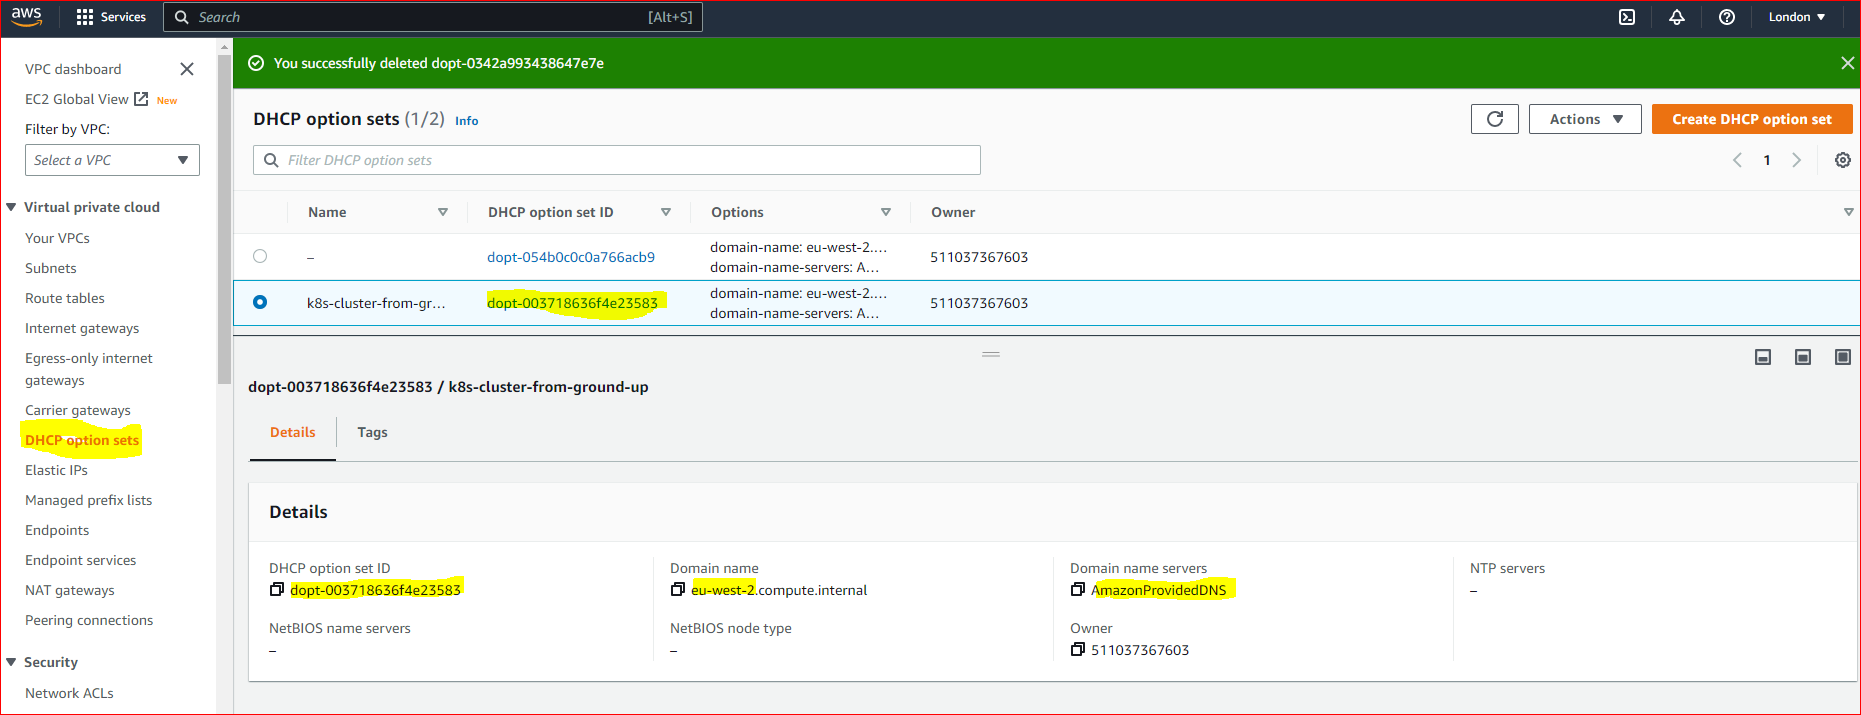 aws Services Search [Alt+S] London
You successfully deleted dopt-0342a993438647e7e
VPC dashboard
EC2 Global View New
Filter by VPC:
Select a VPC
Virtual private cloud
Your VPCs
Subnets
Route tables
Internet gateways
Egress-only internet
gateways
Carrier gateways
DHCP option sets
Elastic IPs
Managed prefix lists
Endpoints
Endpoint services
NAT gateways
Peering connections
Security
Network ACLs
DHCP option sets (1/2) Info
Actions
Create DHCP option set
Filter DHCP option sets
1
Name DHCP option set ID Options Owner
– dopt-054b0c0c0a766acb9 domain-name: eu-west-2.... 511037367603
domain-name-servers: A...
k8s-cluster-from-gr... dopt-003718636f4e23583 domain-name: eu-west-2.... 511037367603
domain-name-servers: A...
dopt-003718636f4e23583 / k8s-cluster-from-ground-up
Details Tags
Details
DHCP option set ID Domain name Domain name servers NTP servers
dopt-003718636f4e23583 eu-west-2.compute.internal AmazonProvidedDNS –
NetBIOS name servers NetBIOS node type Owner
– – 511037367603